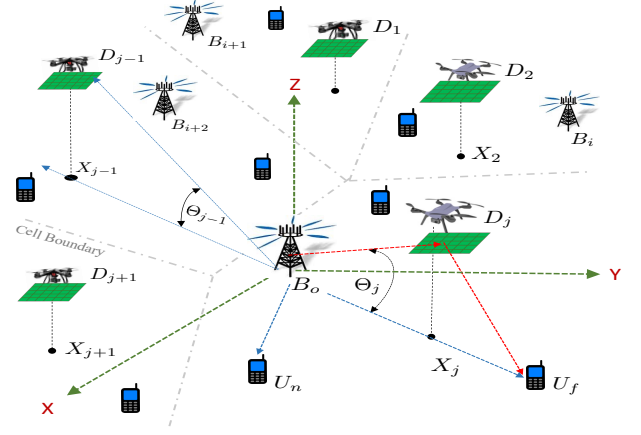 D_1
B_{i+1}
D_{j-1}
D_2
Z
B_{i+2}
B_i
X_2
X_{j-1}
Θ_{j-1}
D_j
Cell Boundary
D_{j+1}
Θ_j
Y
B_o
X_{j+1}
X_j
U_n
U_f
X